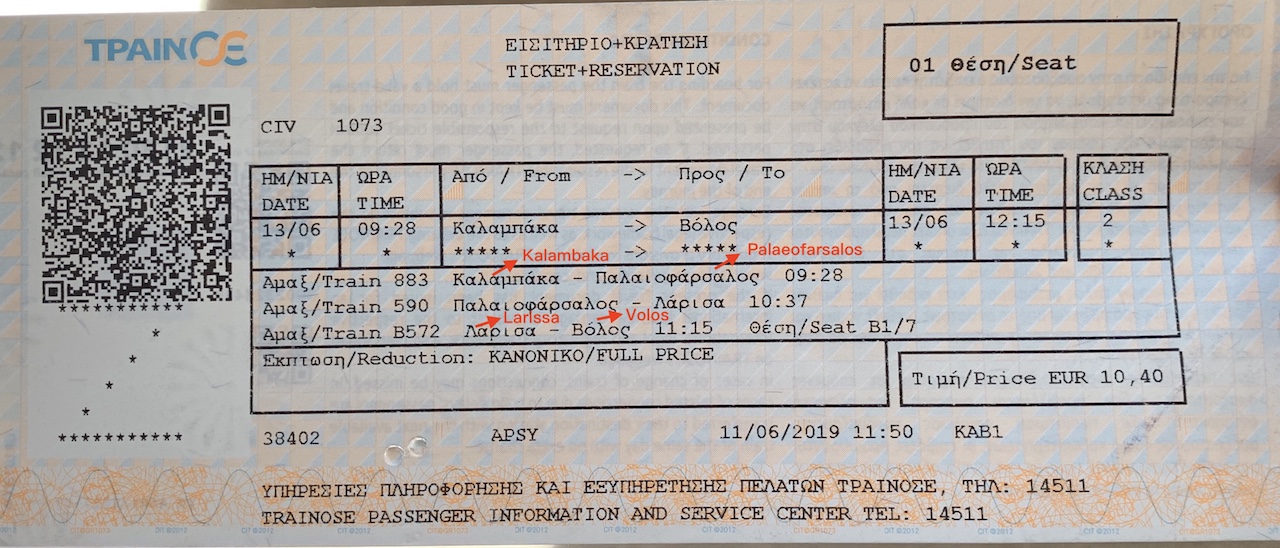 ΤΡΑΙΝΟΣΕ
ΕΙΣΙΤΗΡΙΟ+ΚΡΑΤΗΣΗ
TICKET+RESERVATION
01 Θέση/Seat
CIV 1073
ΗΜ/ΝΙΑ ΩΡΑ Από / From -> Προς / To ΗΜ/ΝΙΑ ΩΡΑ ΚΛΑΣΗ
DATE TIME DATE TIME CLASS
13/06 09:28 Καλαμπάκα -> Βόλος 13/06 12:15 2
* * ***** -> ***** * * *
Kalambaka Palaeofarsalos
Αμαξ/Train 883 Καλαμπάκα - Παλαιοφάρσαλος 09:28
Αμαξ/Train 590 Παλαιοφάρσαλος - Λάρισα 10:37
LarIssa Volos
Αμαξ/Train B572 Λάρισα - Βόλος 11:15 Θέση/Seat B1/7
Εκπτωση/Reduction: ΚΑΝΟΝΙΚΟ/FULL PRICE
Τιμή/Price EUR 10,40
***********
*
*
*
*
***********
38402 APSY 11/06/2019 11:50 KAB1
ΥΠΗΡΕΣΙΕΣ ΠΛΗΡΟΦΟΡΗΣΗΣ ΚΑΙ ΕΞΥΠΗΡΕΤΗΣΗΣ ΠΕΛΑΤΩΝ ΤΡΑΙΝΟΣΕ, ΤΗΛ: 14511
TRAINOSE PASSENGER INFORMATION AND SERVICE CENTER TEL: 14511
CIT ©2012